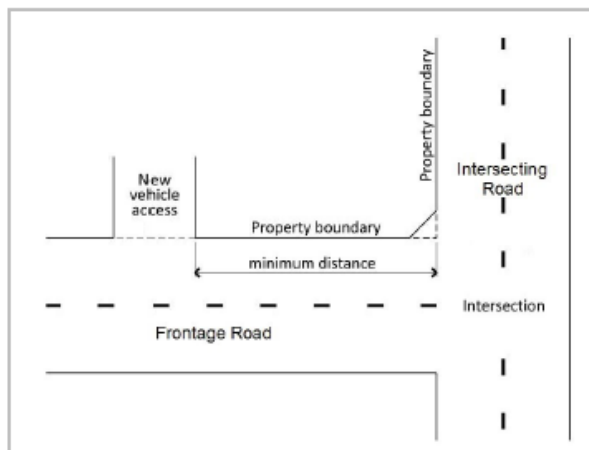 Property boundary
Intersecting
Road
New
vehicle
access
Property boundary
minimum distance
Intersection
Frontage Road